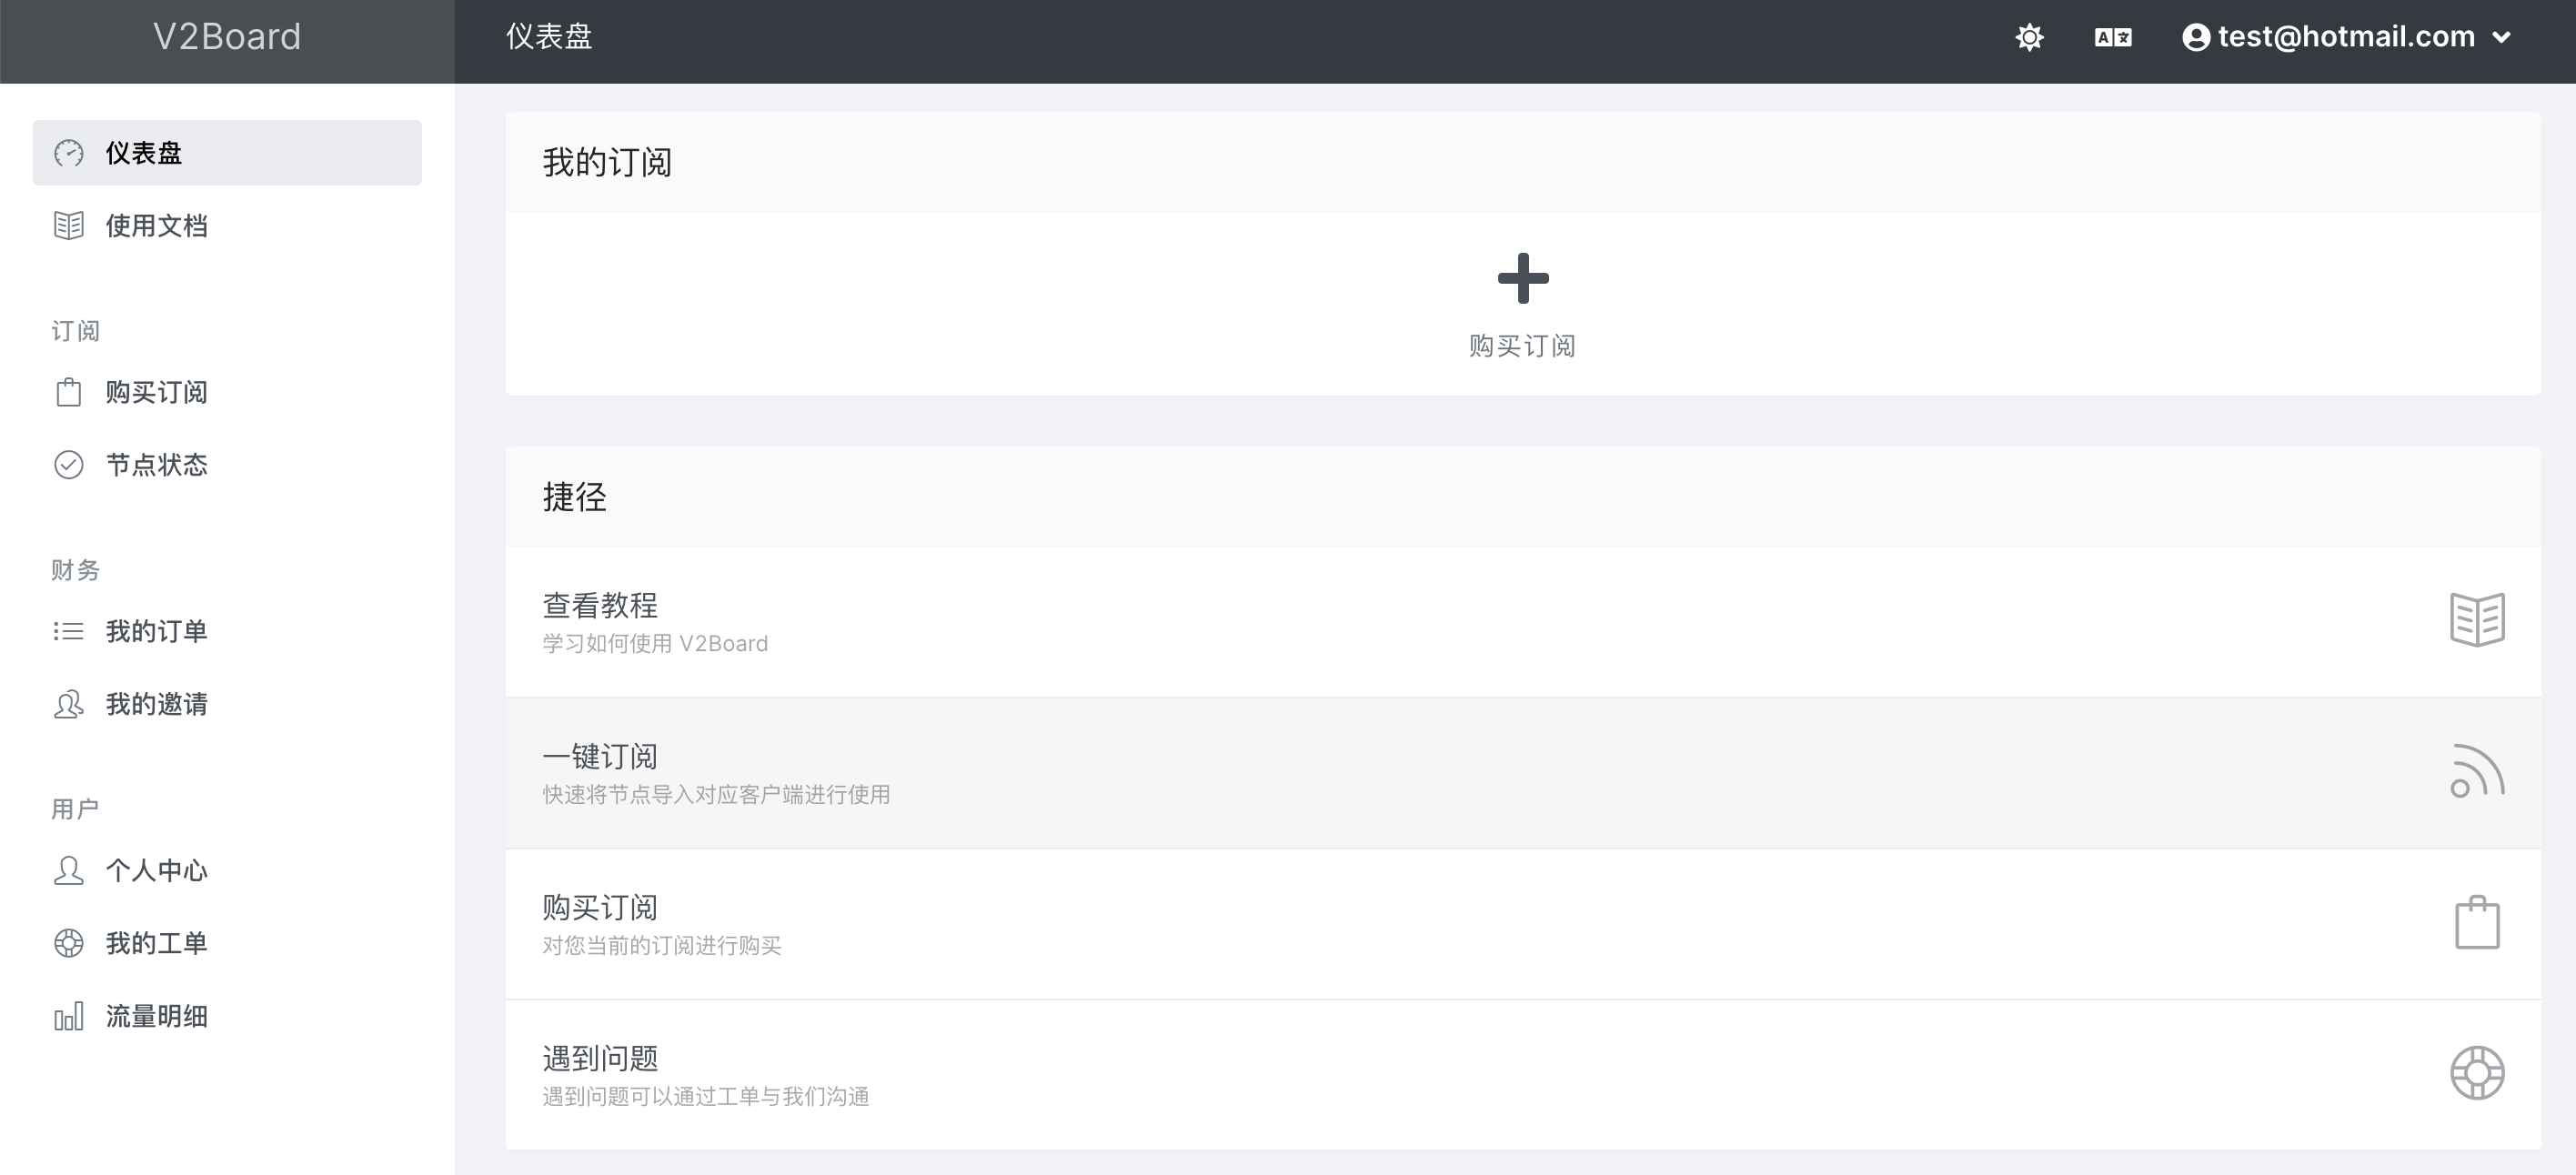 V2Board
仪表盘
test@hotmail.com
仪表盘
使用文档
订阅
购买订阅
节点状态
财务
我的订单
我的邀请
用户
个人中心
我的工单
流量明细
我的订阅
购买订阅
捷径
查看教程
学习如何使用 V2Board
一键订阅
快速将节点导入对应客户端进行使用
购买订阅
对您当前的订阅进行购买
遇到问题
遇到问题可以通过工单与我们沟通